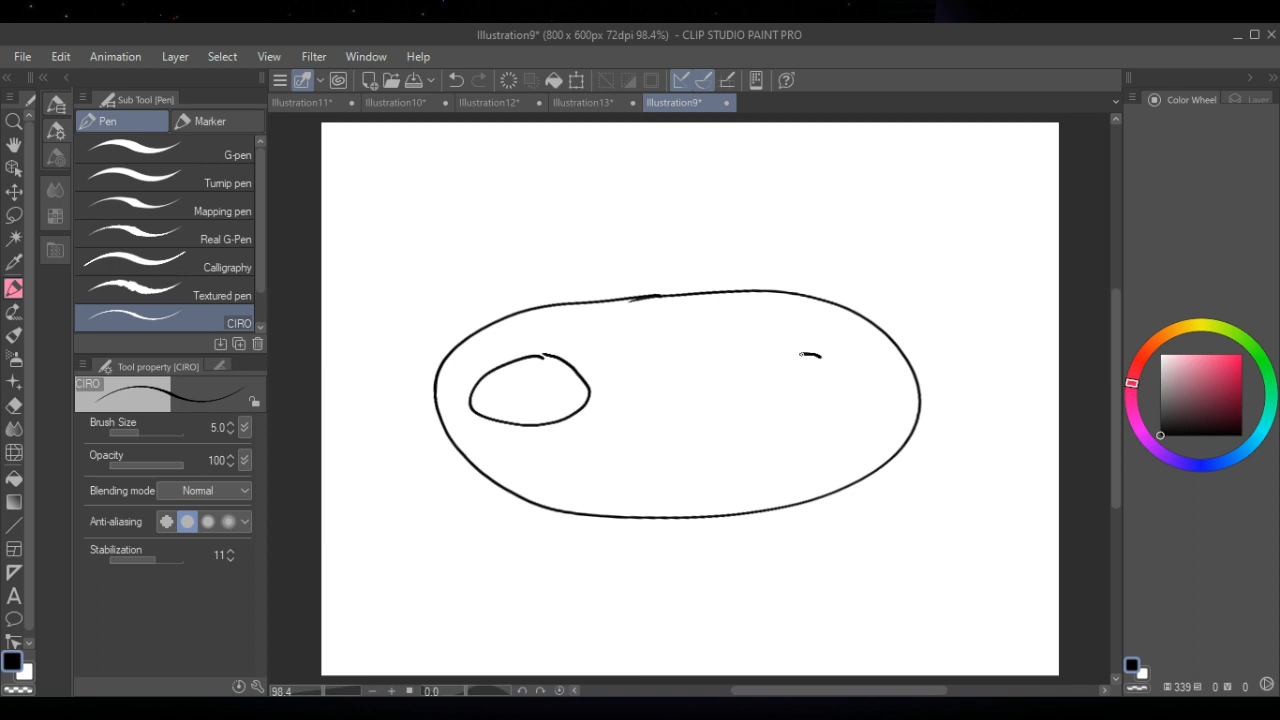 Illustration9* (800 x 600px 72dpi 98.4%) - CLIP STUDIO PAINT PRO
File Edit Animation Layer Select View Filter Window Help
Sub Tool [Pen]
Illustration11* Illustration10* Illustration12* Illustration13* Illustration9*
Color Wheel Layer
Pen Marker
G-pen
Turnip pen
Mapping pen
Real G-Pen
Calligraphy
Textured pen
CIRO
Tool property [CIRO]
CIRO
Brush Size 5.0
Opacity 100
Blending mode Normal
Anti-aliasing
Stabilization 11
98.4 0.0
H 339 S 0 V 0